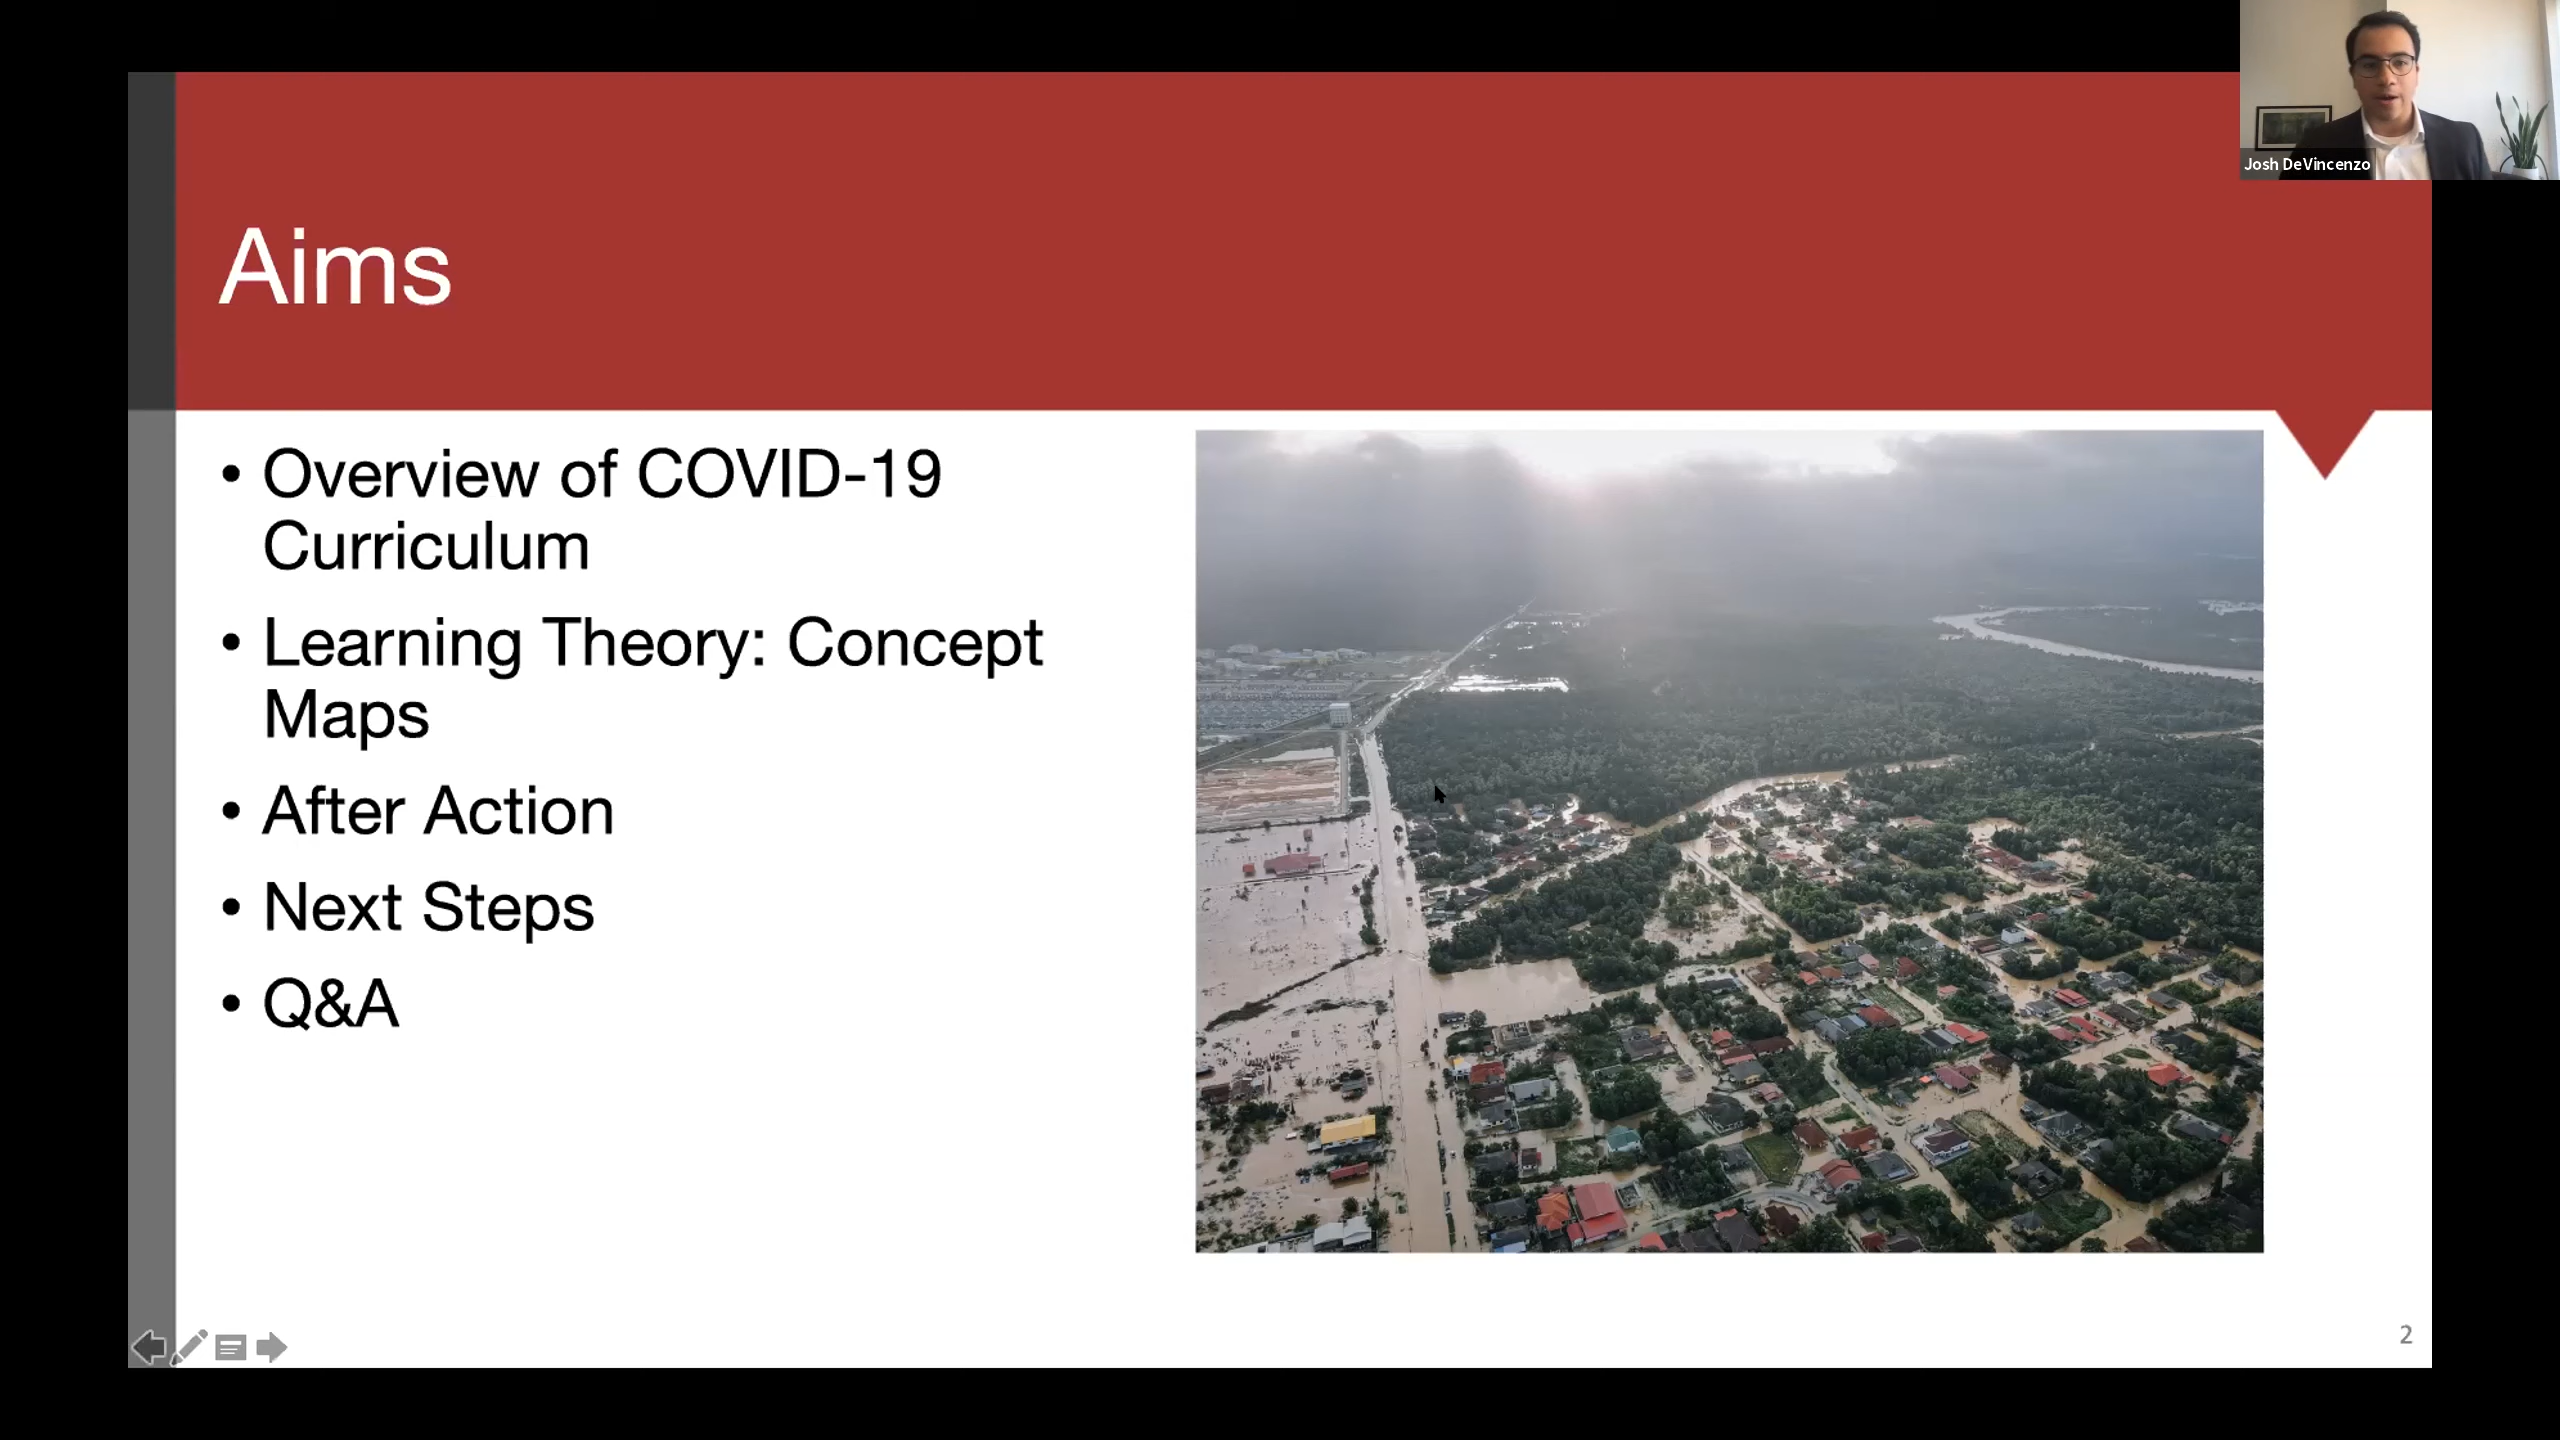 Josh DeVincenzo
Aims
• Overview of COVID-19
Curriculum
• Learning Theory: Concept
Maps
• After Action
• Next Steps
• Q&A
2